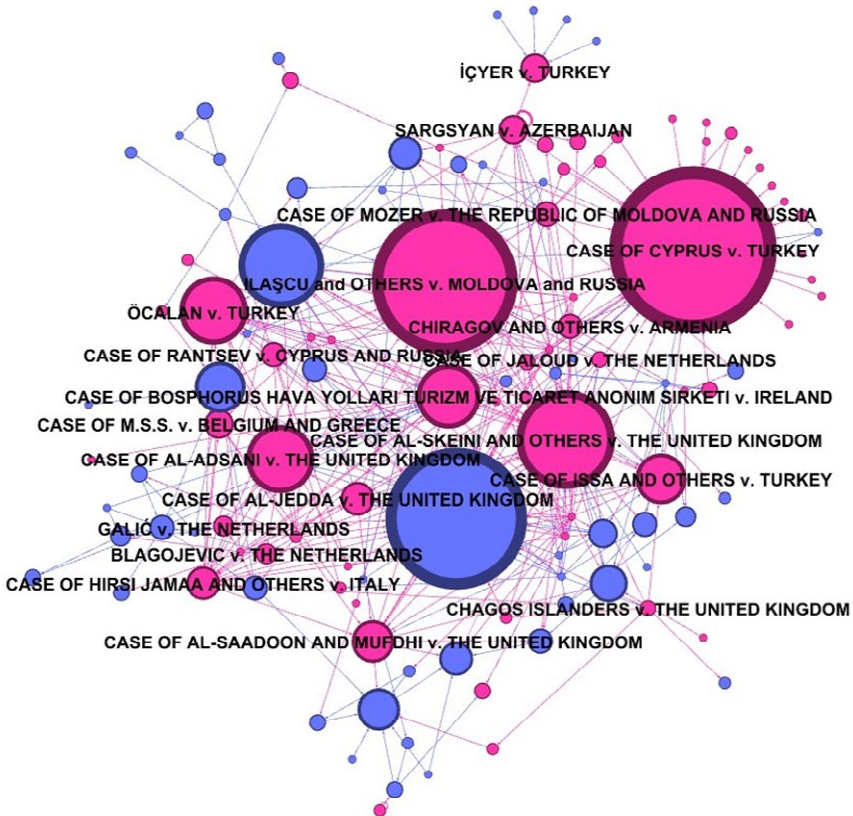 İÇYER v. TURKEY
SARGSYAN v. AZERBAIJAN
CASE OF MOZER v. THE REPUBLIC OF MOLDOVA AND RUSSIA
CASE OF CYPRUS v. TURKEY
ILAŞCU and OTHERS v. MOLDOVA and RUSSIA
ÖCALAN v. TURKEY
CHIRAGOV AND OTHERS v. ARMENIA
CASE OF RANTSEV v. CYPRUS AND RUSSIA
CASE OF JALOUD v. THE NETHERLANDS
CASE OF BOSPHORUS HAVA YOLLARI TURIZM VE TICARET ANONIM SIRKETI v. IRELAND
CASE OF M.S.S. v. BELGIUM AND GREECE
CASE OF AL-SKEINI AND OTHERS v. THE UNITED KINGDOM
CASE OF AL-ADSANI v. THE UNITED KINGDOM
CASE OF ISSA AND OTHERS v. TURKEY
CASE OF AL-JEDDA v. THE UNITED KINGDOM
GALIĆ v. THE NETHERLANDS
BLAGOJEVIC v. THE NETHERLANDS
CASE OF HIRSI JAMAA AND OTHERS v. ITALY
CHAGOS ISLANDERS v. THE UNITED KINGDOM
CASE OF AL-SAADOON AND MUFDHI v. THE UNITED KINGDOM